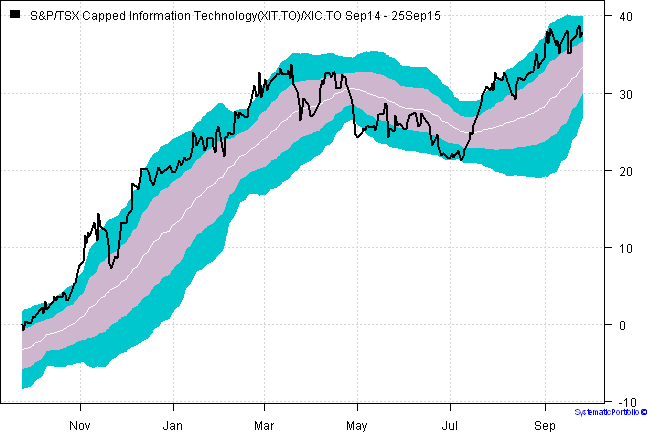 S&P/TSX Capped Information Technology(XIT.TO)/XIC.TO Sep14 - 25Sep15
40
30
20
10
0
-10
Nov
Jan
Mar
May
Jul
Sep
SystematicPortfolio ©